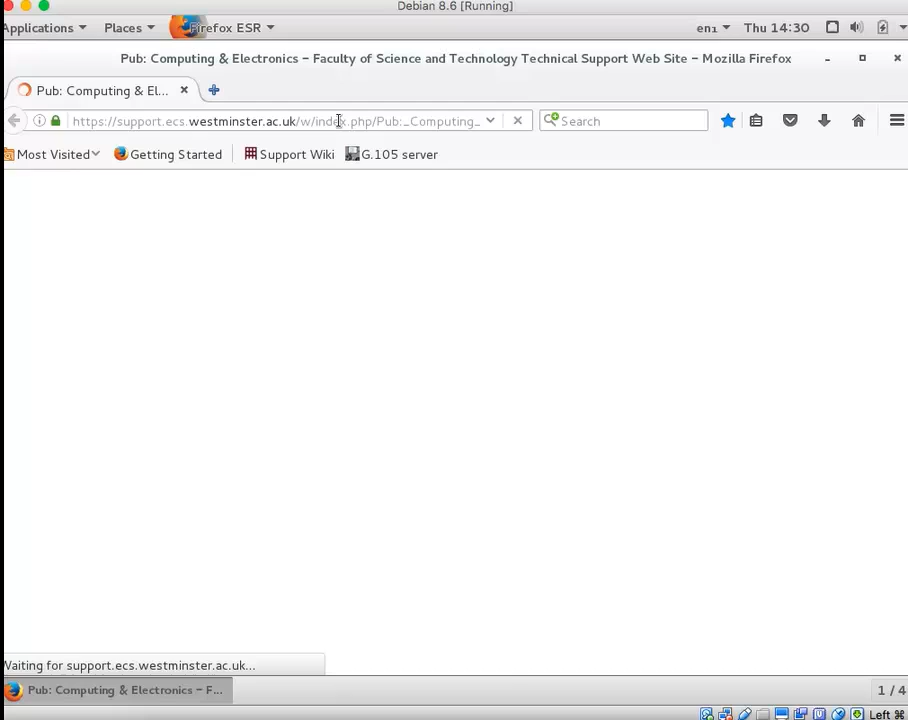 Debian 8.6 [Running]
Applications Places Firefox ESR en₁ Thu 14:30
Pub: Computing & Electronics – Faculty of Science and Technology Technical Support Web Site – Mozilla Firefox
Pub: Computing & El...
https://support.ecs.westminster.ac.uk/w/index.php/Pub:_Computing_ Search
Most Visited Getting Started Support Wiki G.105 server
Waiting for support.ecs.westminster.ac.uk...
Pub: Computing & Electronics – F... 1 / 4
Left ⌘